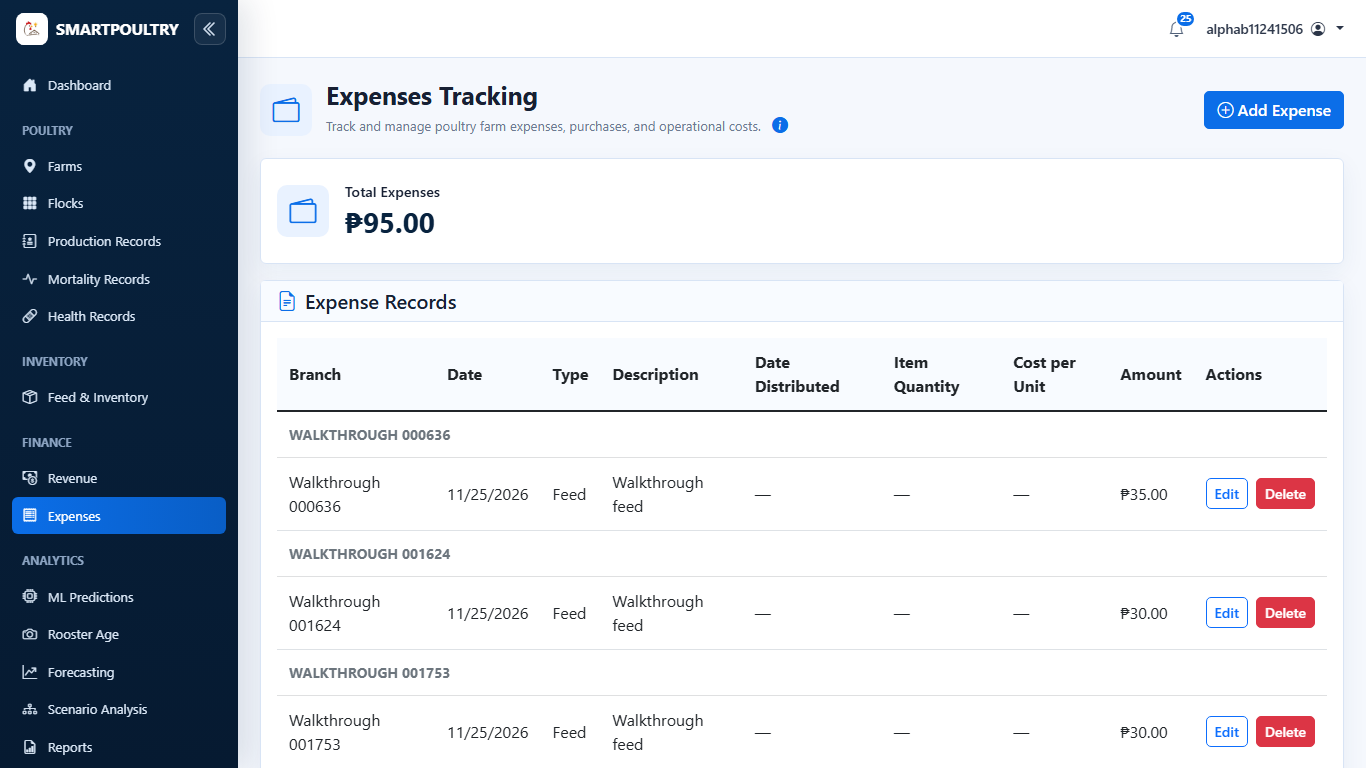 SMARTPOULTRY
25
alphab11241506
Dashboard
POULTRY
Farms
Flocks
Production Records
Mortality Records
Health Records
INVENTORY
Feed & Inventory
FINANCE
Revenue
Expenses
ANALYTICS
ML Predictions
Rooster Age
Forecasting
Scenario Analysis
Reports
Expenses Tracking
Track and manage poultry farm expenses, purchases, and operational costs.
Add Expense
Total Expenses
₱95.00
Expense Records
Branch Date Type Description Date Distributed Item Quantity Cost per Unit Amount Actions
WALKTHROUGH 000636
Walkthrough 000636 11/25/2026 Feed Walkthrough feed — — — ₱35.00 Edit Delete
WALKTHROUGH 001624
Walkthrough 001624 11/25/2026 Feed Walkthrough feed — — — ₱30.00 Edit Delete
WALKTHROUGH 001753
Walkthrough 001753 11/25/2026 Feed Walkthrough feed — — — ₱30.00 Edit Delete